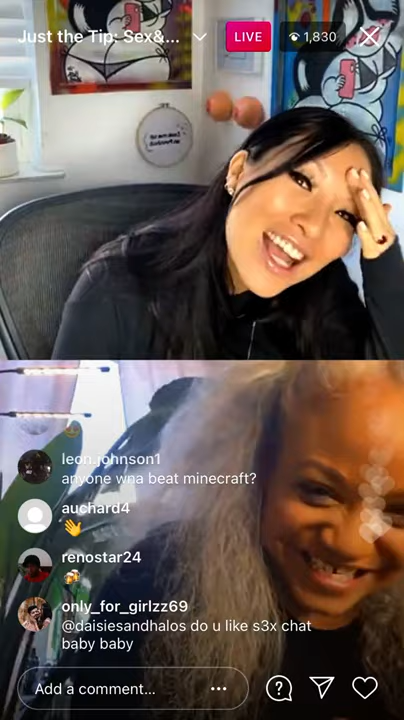 Just the Tip: Sex&...
LIVE
1,830
leon.johnson1
anyone wna beat minecraft?
auchard4
renostar24
only_for_girlzz69
@daisiesandhalos do u like s3x chat
baby baby
Add a comment...